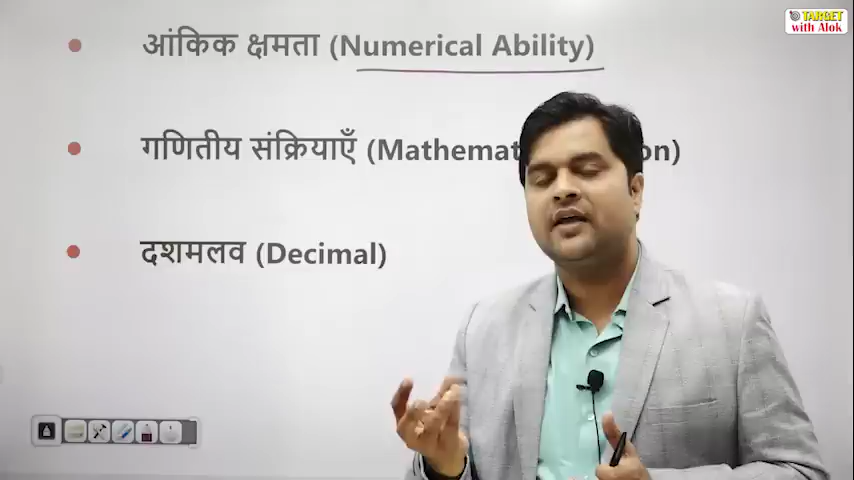 TARGET
with Alok
आंकिक क्षमता (Numerical Ability)
गणितीय संक्रियाएँ
दशमलव (Decimal)